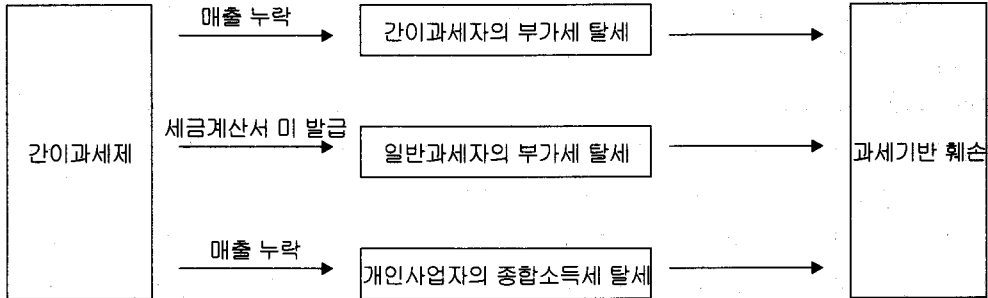 매출 누락
간이과세자의 부가세 탈세
세금계산서 미 발급
간이과세제
일반과세자의 부가세 탈세
과세기반 훼손
매출 누락
개인사업자의 종합소득세 탈세